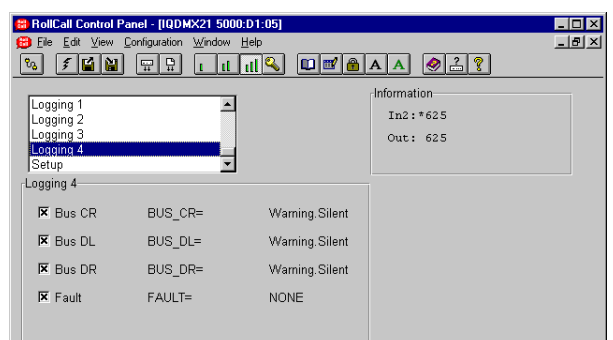 RollCall Control Panel - [IQDMX21 5000:D1:05]
File Edit View Configuration Window Help
A A ?
Logging 1
Logging 2
Logging 3
Logging 4
Setup
Information
In2:*625
Out: 625
Logging 4
Bus CR BUS_CR= Warning.Silent
Bus DL BUS_DL= Warning.Silent
Bus DR BUS_DR= Warning.Silent
Fault FAULT= NONE